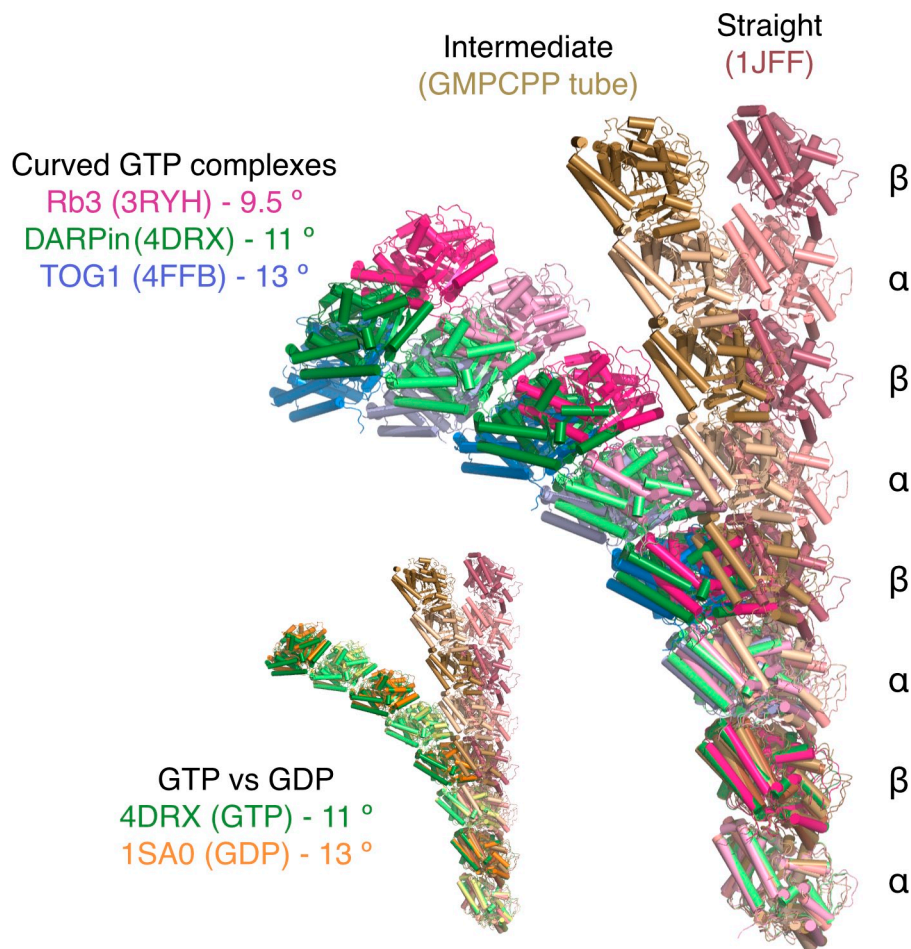 Straight
(1JFF)
Intermediate
(GMPCPP tube)
Curved GTP complexes
Rb3 (3RYH) - 9.5 º
DARPin(4DRX) - 11 º
TOG1 (4FFB) - 13 º
β
α
β
α
β
α
β
α
GTP vs GDP
4DRX (GTP) - 11 º
1SA0 (GDP) - 13 º